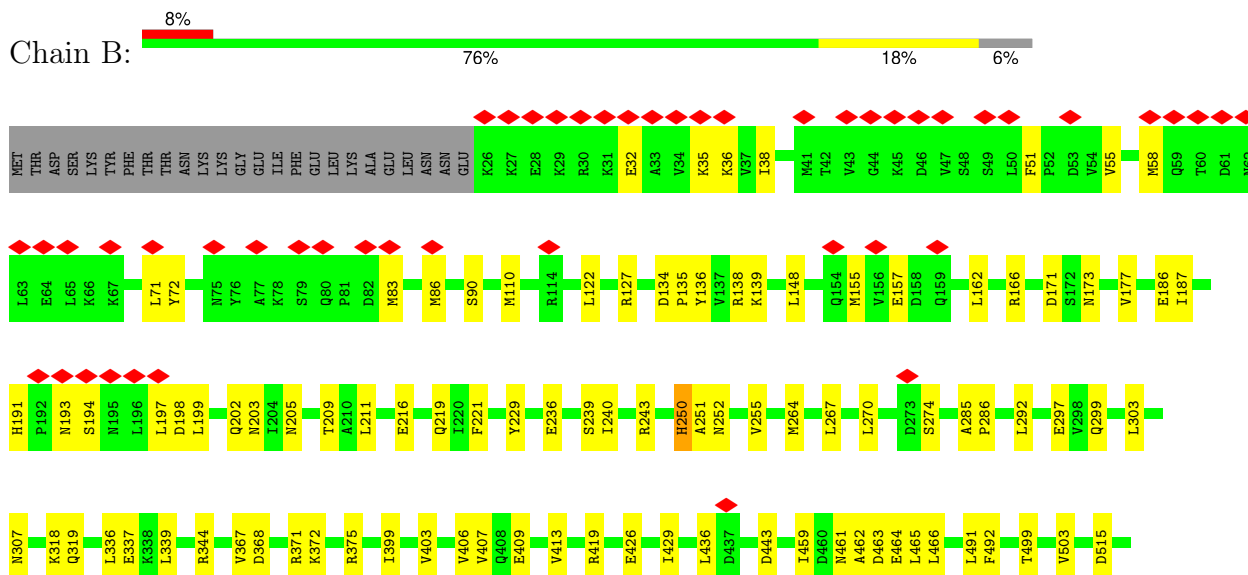 8%
Chain B:
76% 18% 6%
MET THR ASP SER LYS TYR PHE THR THR ASN LYS LYS GLY GLU ILE PHE GLU LEU LYS ALA GLU LEU ASN ASN GLU K26 K27 E28 K29 R30 K31 E32 A33 V34 K35 K36 V37 I38 M41 T42 V43 G44 K45 D46 V47 S48 S49 L50 F51 P52 D53 V54 V55 M58 Q59 T60 D61
L63 E64 L65 K66 K67 L71 Y72 N75 Y76 A77 K78 S79 Q80 P81 D82 M83 M86 S90 M110 R114 L122 R127 D134 P135 Y136 V137 R138 K139 L148 Q154 M155 V156 E157 D158 Q159 L162 R166 D171 S172 N173 V177 E186 I187
H191 P192 N193 S194 N195 L196 L197 D198 L199 Q202 N203 I204 N205 T209 A210 L211 E216 Q219 I220 F221 Y229 E236 S239 I240 R243 H250 A251 N252 V255 M264 L267 L270 D273 S274 A285 P286 L292 E297 V298 Q299 L303
N307 K318 Q319 L336 E337 K338 L339 R344 V367 D368 R371 K372 R375 I399 V403 V406 V407 Q408 E409 V413 R419 E426 I429 L436 D437 D443 I459 D460 N461 A462 D463 E464 L465 L466 L491 F492 T499 V503 D515